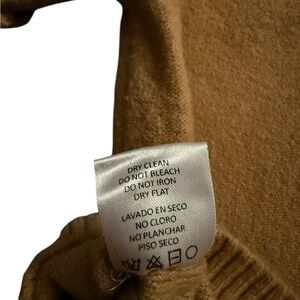 DRY CLEAN
DO NOT BLEACH
DO NOT IRON
DRY FLAT
LAVADO EN SECO
NO CLORO
NO PLANCHAR
PISO SECO